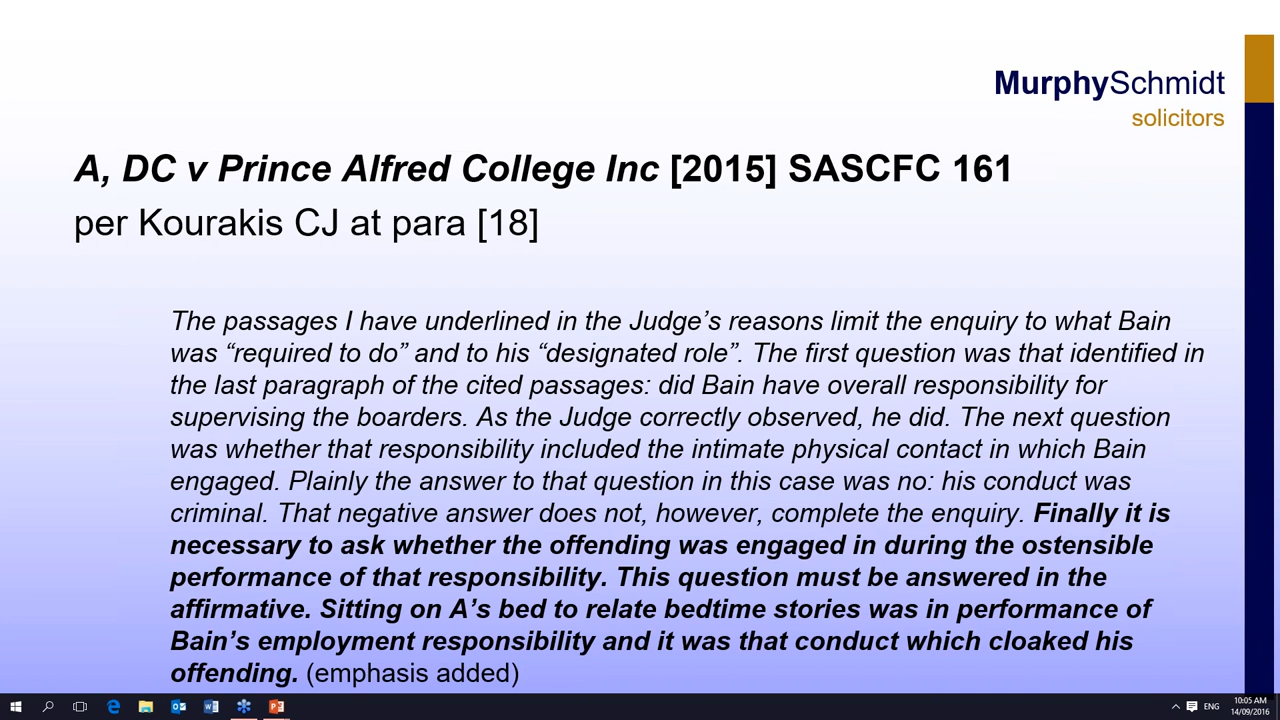 MurphySchmidt
solicitors
A, DC v Prince Alfred College Inc [2015] SASCFC 161
per Kourakis CJ at para [18]
The passages I have underlined in the Judge’s reasons limit the enquiry to what Bain
was “required to do” and to his “designated role”. The first question was that identified in
the last paragraph of the cited passages: did Bain have overall responsibility for
supervising the boarders. As the Judge correctly observed, he did. The next question
was whether that responsibility included the intimate physical contact in which Bain
engaged. Plainly the answer to that question in this case was no: his conduct was
criminal. That negative answer does not, however, complete the enquiry. Finally it is
necessary to ask whether the offending was engaged in during the ostensible
performance of that responsibility. This question must be answered in the
affirmative. Sitting on A’s bed to relate bedtime stories was in performance of
Bain’s employment responsibility and it was that conduct which cloaked his
offending. (emphasis added)
ENG
10:05 AM
14/09/2016